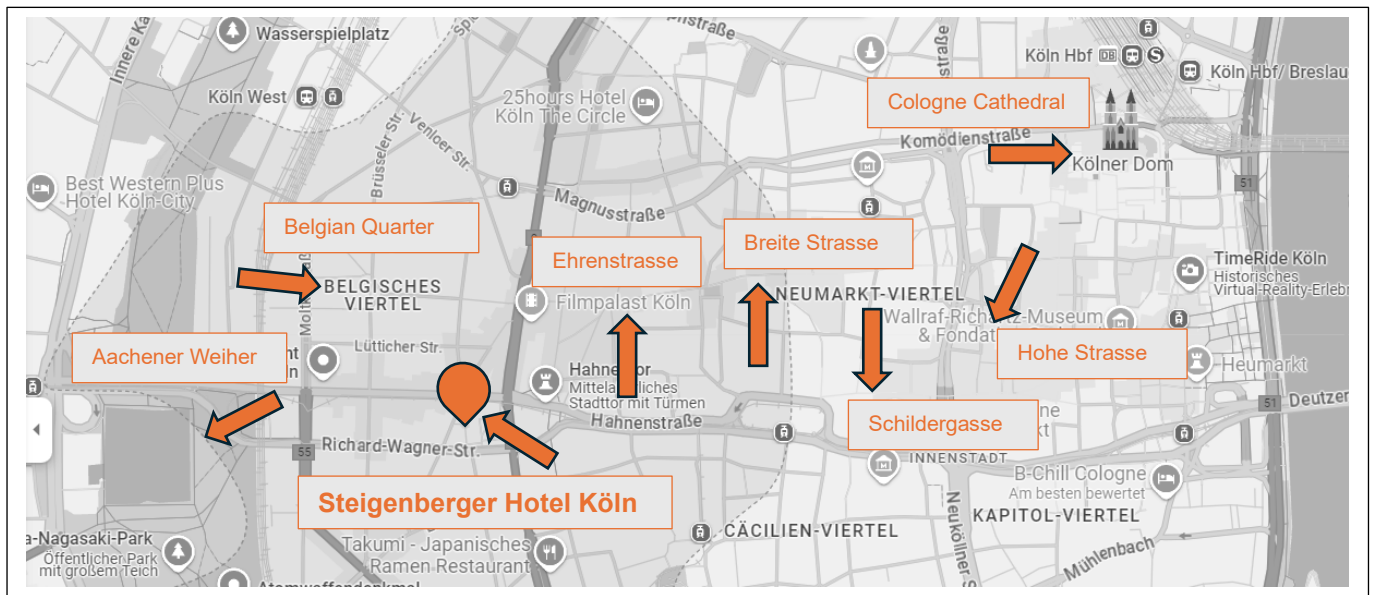 Wasserspielplatz
Innere Ka
Köln West
Brüsseler Str.
Venloer Str.
25hours Hotel
Köln The Circle
Köln Hbf
DB
S
Köln Hbf/ Breslau
Cologne Cathedral
Komödienstraße
Kölner Dom
51
Best Western Plus
Hotel Köln-City
Magnusstraße
Belgian Quarter
Ehrenstrasse
Breite Strasse
BELGISCHES
VIERTEL
Filmpalast Köln
NEUMARKT-VIERTEL
TimeRide Köln
Historisches
Virtual-Reality-Erlebn
Wallraf-Richartz-Museum
& Fondat
Hohe Strasse
Heumarkt
Aachener Weiher
Lütticher Str.
Mittelalterliches
Stadttor mit Türmen
Hahnenstraße
Schildergasse
51
Deutzer
Richard-Wagner-Str.
55
INNENSTADT
B-Chill Cologne
Am besten bewertet
Steigenberger Hotel Köln
KAPITOL-VIERTEL
CÄCILIEN-VIERTEL
Neuköllner S
Mühlenbach
a-Nagasaki-Park
Öffentlicher Park
mit großem Teich
Takumi - Japanisches
Ramen Restaurant
Atomwaffendenkmal